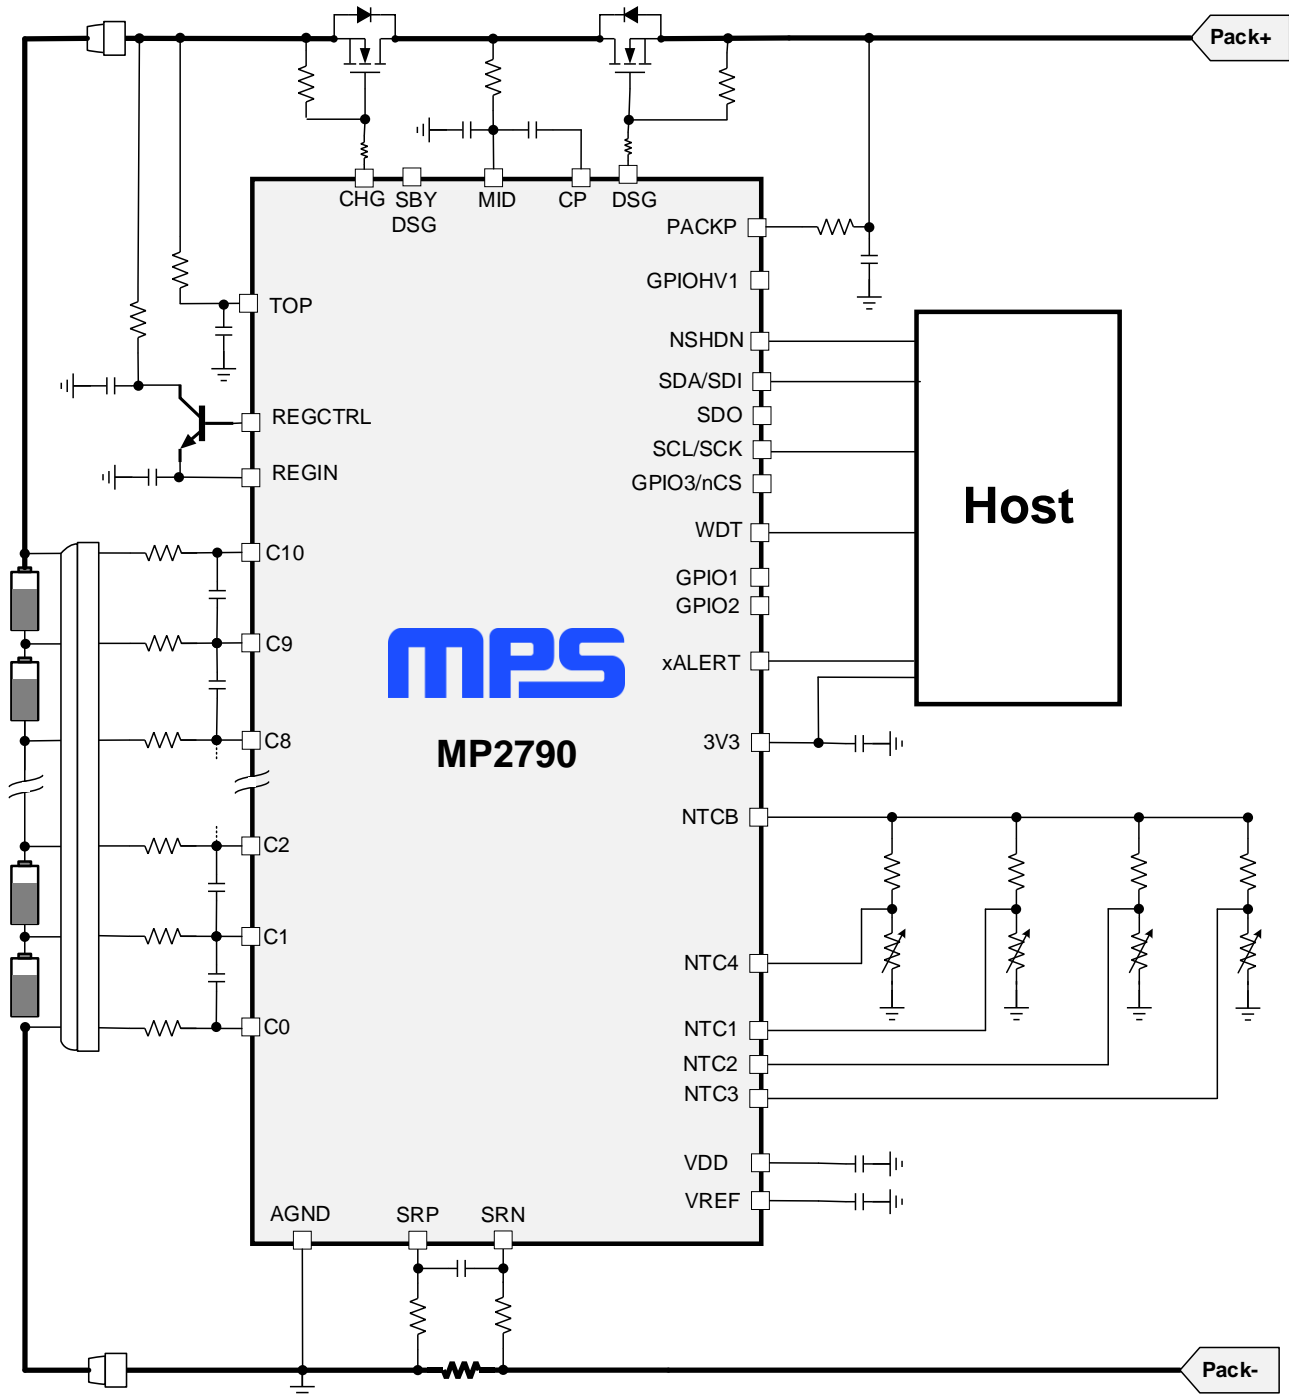 Pack+
CHG
SBY
DSG
MID
CP
DSG
PACKP
GPIOHV1
TOP
NSHDN
SDA/SDI
REGCTRL
SDO
SCL/SCK
REGIN
GPIO3/nCS
Host
WDT
C10
GPIO1
GPIO2
C9
xALERT
mps
C8
3V3
MP2790
NTCB
C2
C1
NTC4
C0
NTC1
NTC2
NTC3
VDD
VREF
AGND
SRP
SRN
Pack-